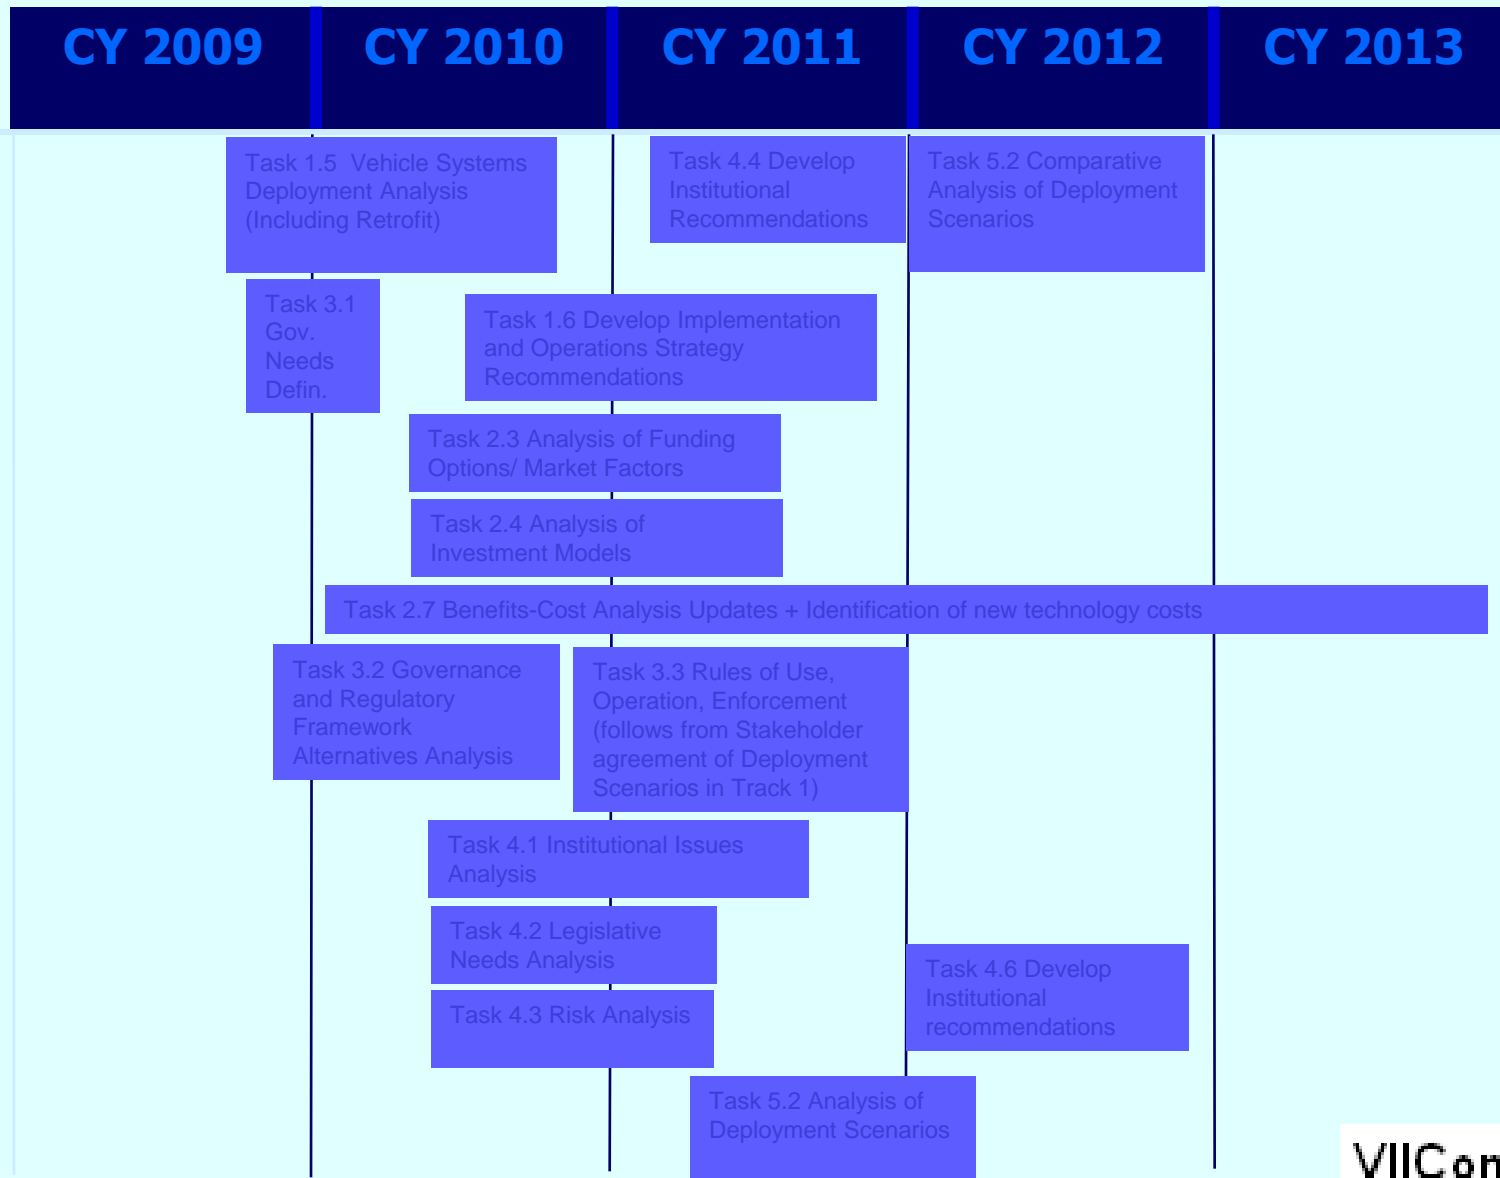 CY 2009
CY 2010
CY 2011
CY 2012
CY 2013
Task 1.5 Vehicle Systems
Deployment Analysis
(Including Retrofit)
Task 4.4 Develop
Institutional
Recommendations
Task 5.2 Comparative
Analysis of Deployment
Scenarios
Task 3.1
Gov.
Needs
Defin.
Task 1.6 Develop Implementation
and Operations Strategy
Recommendations
Task 2.3 Analysis of Funding
Options/ Market Factors
Task 2.4 Analysis of
Investment Models
Task 2.7 Benefits-Cost Analysis Updates + Identification of new technology costs
Task 3.2 Governance
and Regulatory
Framework
Alternatives Analysis
Task 3.3 Rules of Use,
Operation, Enforcement
(follows from Stakeholder
agreement of Deployment
Scenarios in Track 1)
Task 4.1 Institutional Issues
Analysis
Task 4.2 Legislative
Needs Analysis
Task 4.3 Risk Analysis
Task 4.6 Develop
Institutional
recommendations
Task 5.2 Analysis of
Deployment Scenarios